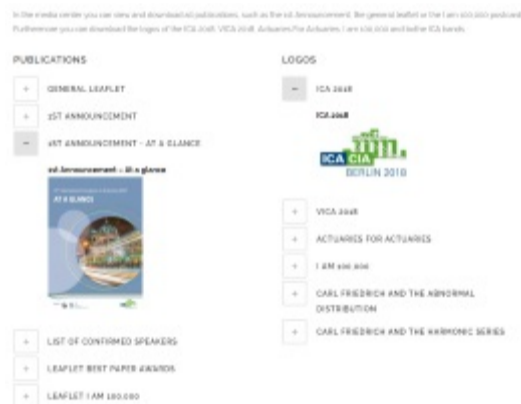 In the media center you can view and download all publications, such as the 1st Announcement, the general leaflet or the I am 100.000 postcard.
Furthermore you can download the logos of the ICA 2018, VICA 2018, Actuaries For Actuaries, I am 100.000 and the ICA bands.
PUBLICATIONS
+ GENERAL LEAFLET
+ 1ST ANNOUNCEMENT
− 1ST ANNOUNCEMENT - AT A GLANCE
1st Announcement – At a glance
AT A GLANCE
+ LIST OF CONFIRMED SPEAKERS
+ LEAFLET BEST PAPER AWARDS
+ LEAFLET I AM 100.000
LOGOS
− ICA 2018
ICA 2018
ICA CIA
BERLIN 2018
+ VICA 2018
+ ACTUARIES FOR ACTUARIES
+ I AM 100.000
+ CARL FRIEDRICH AND THE ABNORMAL
DISTRIBUTION
+ CARL FRIEDRICH AND THE HARMONIC SERIES